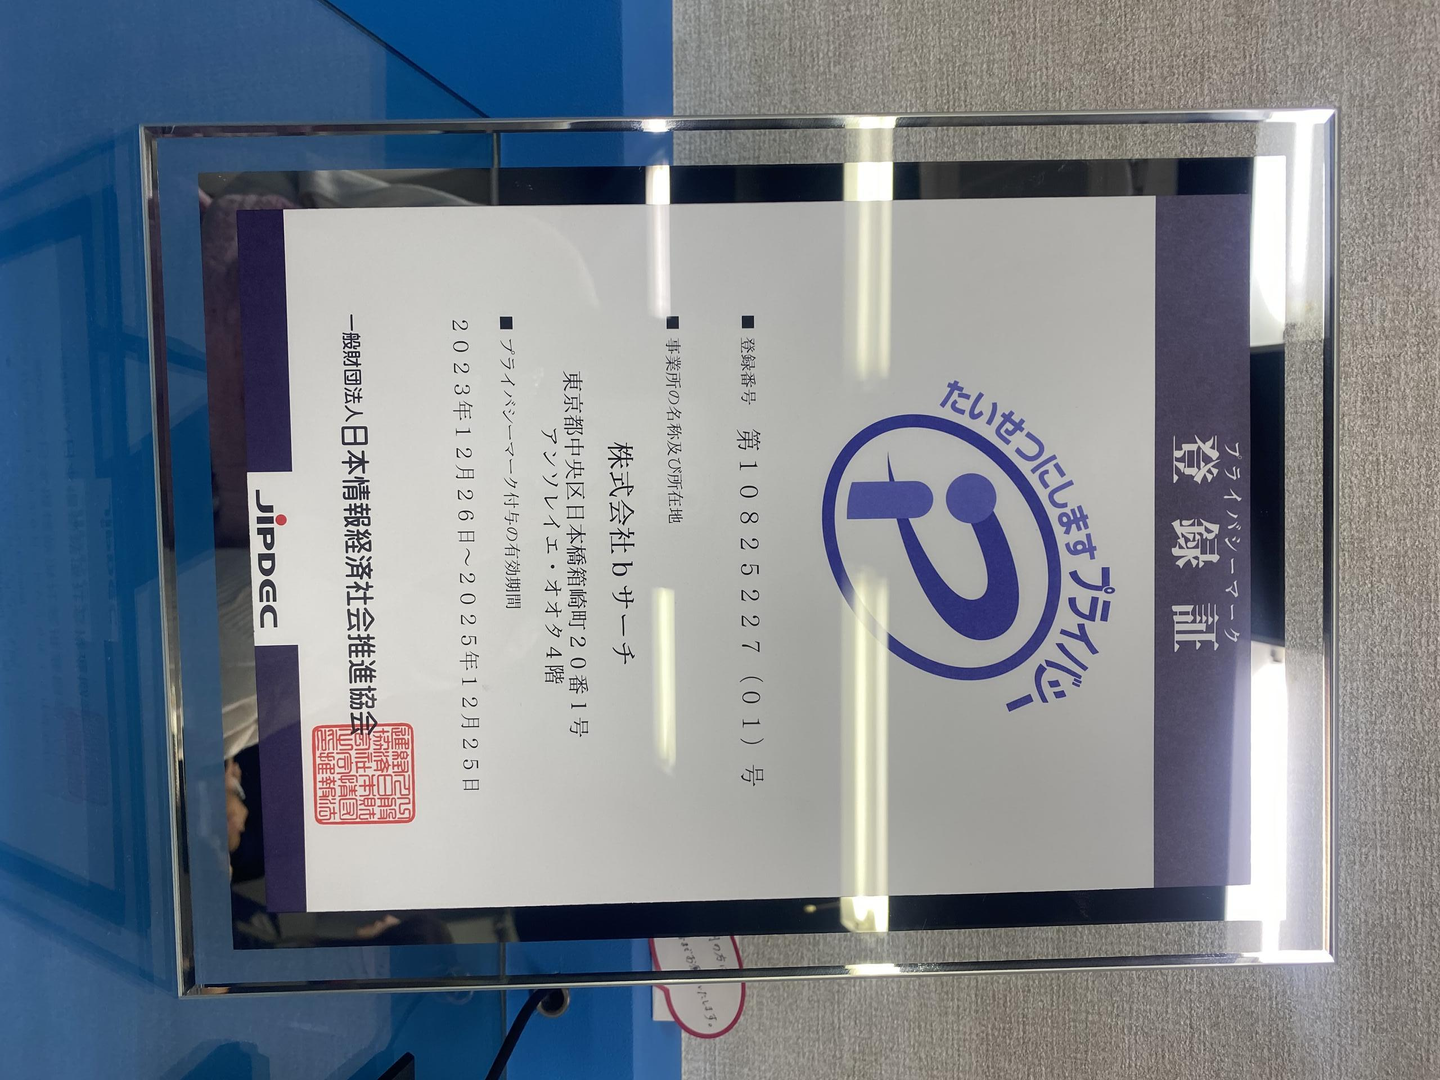 プライバシーマーク
登録証
たいせつにします プライバシー
■ 登録番号 第10825227(01)号
■ 事業所の名称及び所在地
株式会社bサーチ
東京都中央区日本橋箱崎町20番1号
アンソレイエ・オオタ4階
■ プライバシーマーク付与の有効期間
2023年12月26日～2025年12月25日
一般財団法人日本情報経済社会推進協会
JIPDEC